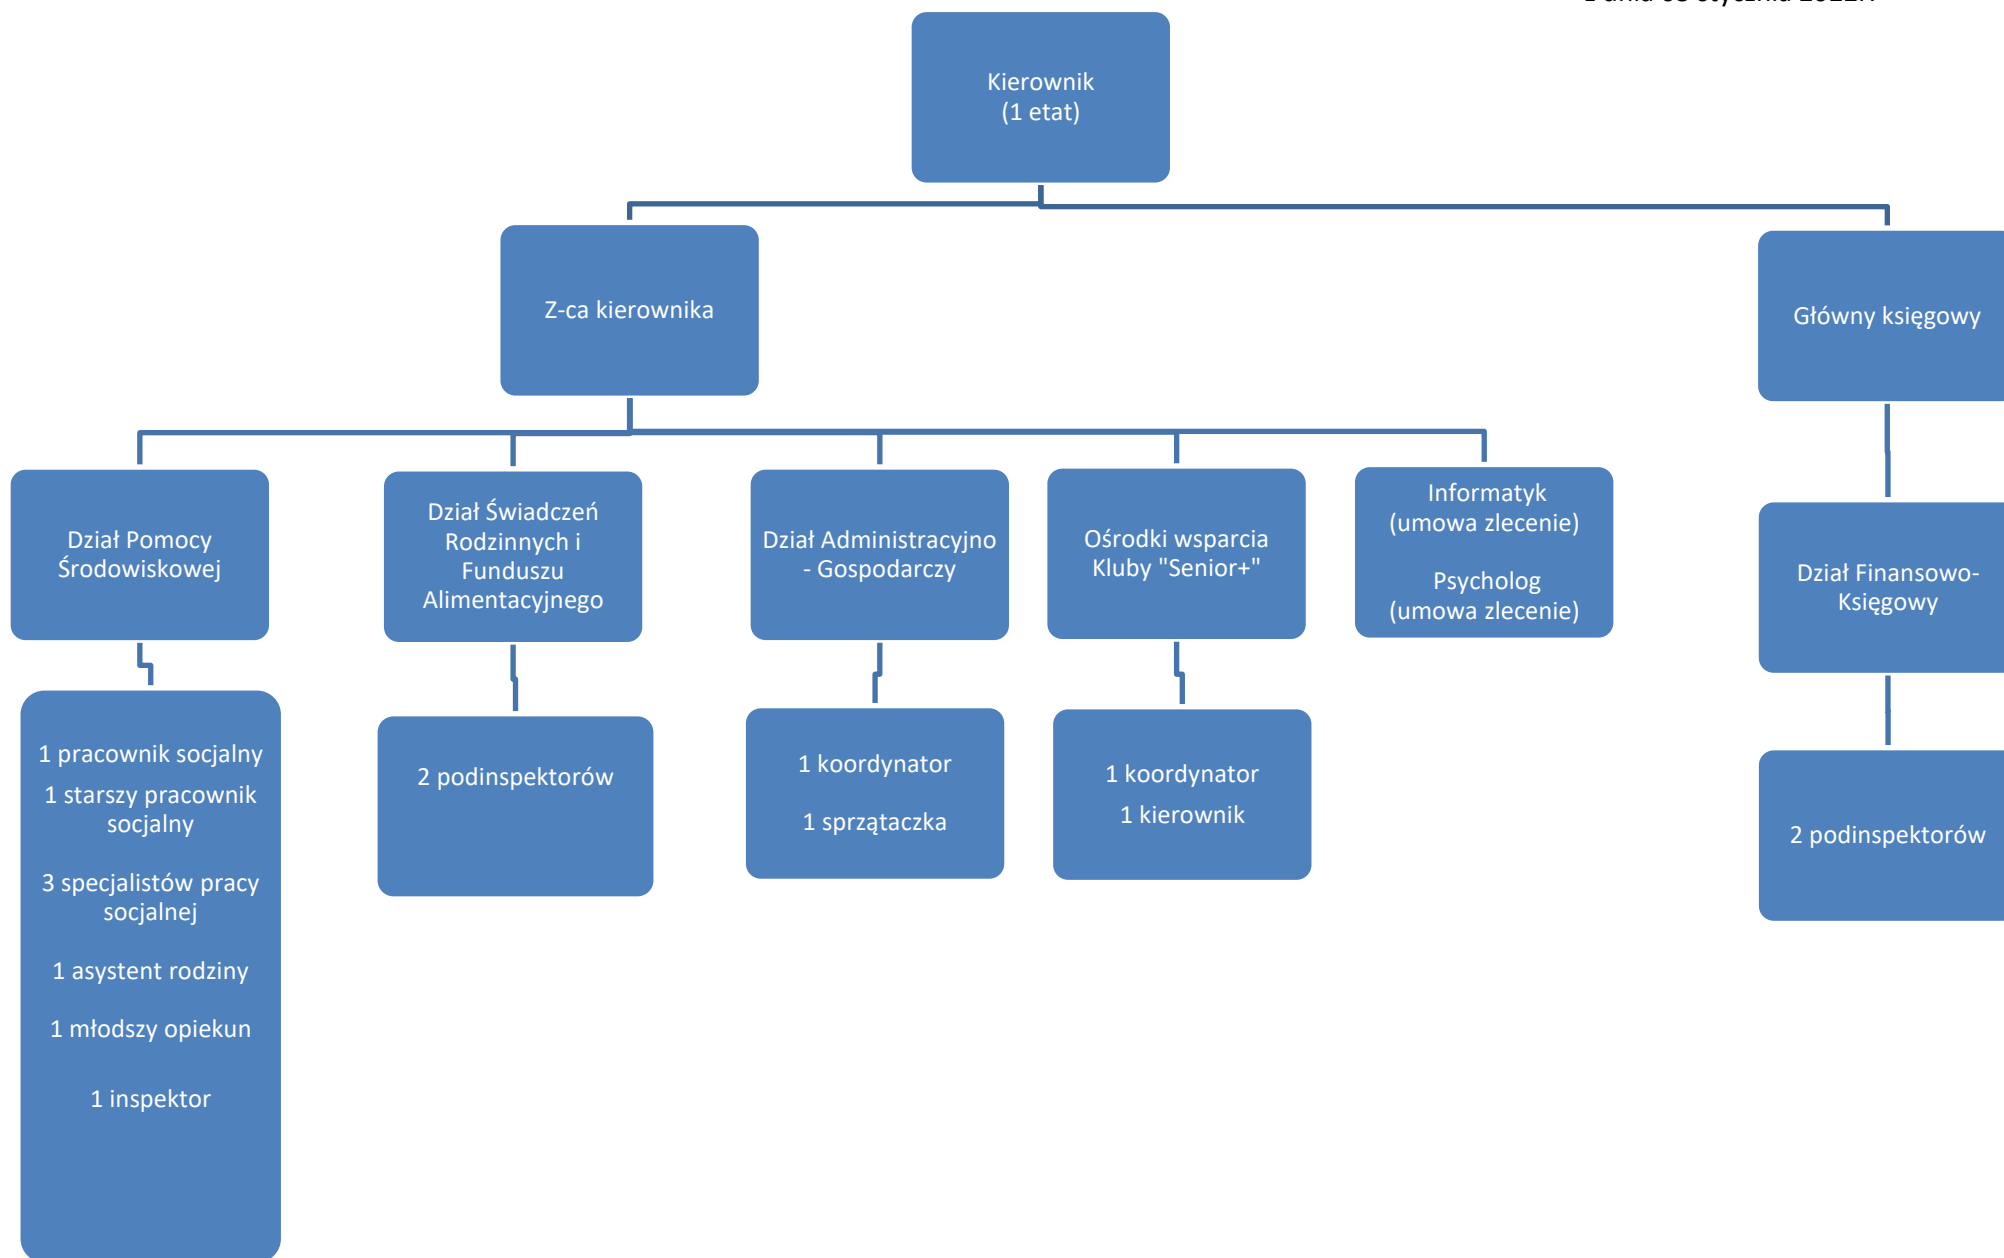 Kierownik
(1 etat)
Z-ca kierownika
Główny księgowy
Dział Pomocy
Środowiskowej
Dział Świadczeń
Rodzinnych i
Funduszu
Alimentacyjnego
Dział Administracyjno
- Gospodarczy
Ośrodki wsparcia
Kluby "Senior+"
Informatyk
(umowa zlecenie)
Psycholog
(umowa zlecenie)
Dział Finansowo-
Księgowy
1 pracownik socjalny
1 starszy pracownik
socjalny
3 specjalistów pracy
socjalnej
1 asystent rodziny
1 młodszy opiekun
1 inspektor
2 podinspektorów
1 koordynator
1 sprzątaczka
1 koordynator
1 kierownik
2 podinspektorów